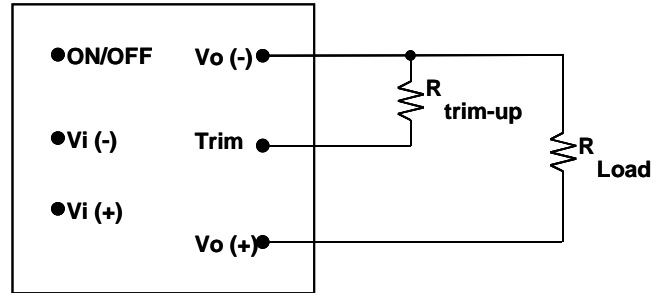 ON/OFF
Vo (-)
R
trim-up
Vi (-)
Trim
R
Load
Vi (+)
Vo (+)